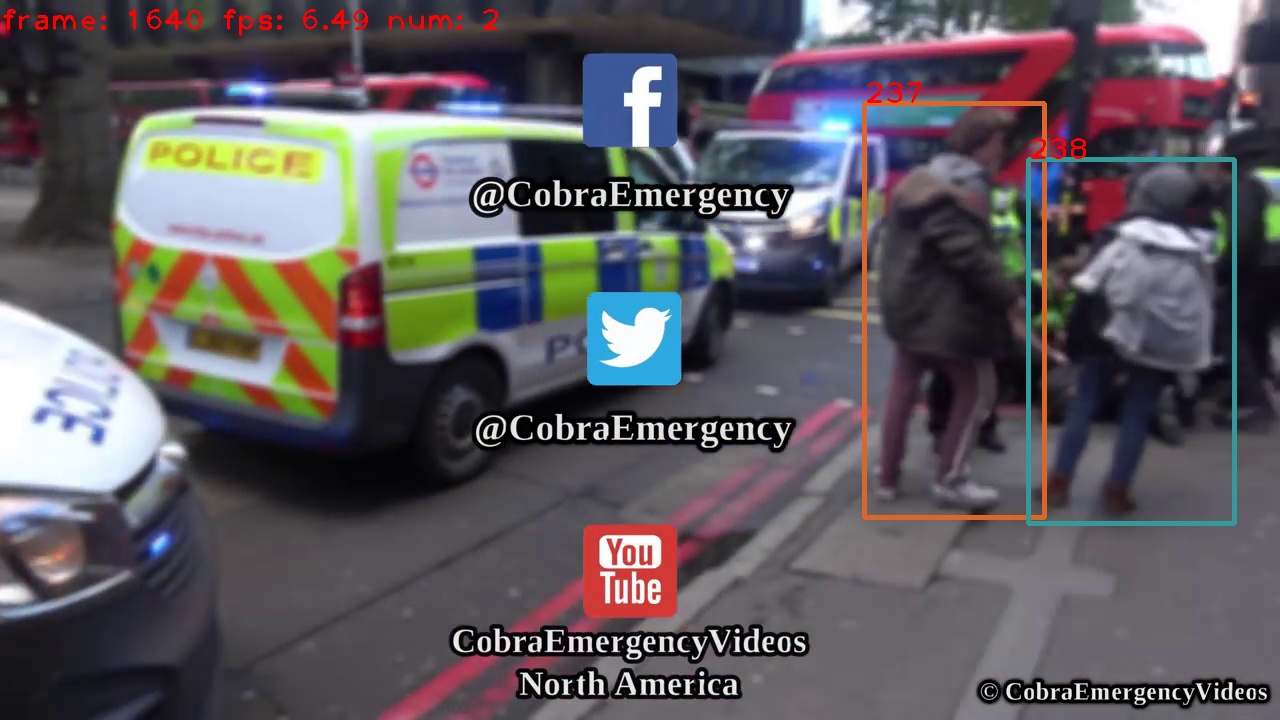 frame: 1640 fps: 6.49 num: 2
237
238
POLICE
@CobraEmergency
@CobraEmergency
POLICE
You
Tube
CobraEmergencyVideos
North America
© CobraEmergencyVideos